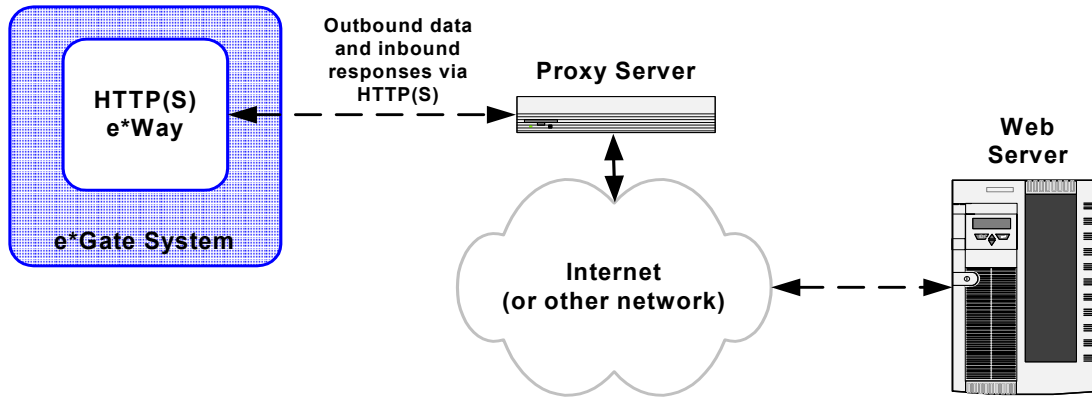 HTTP(S)
e*Way
e*Gate System
Outbound data
and inbound
responses via
HTTP(S)
Proxy Server
Internet
(or other network)
Web
Server